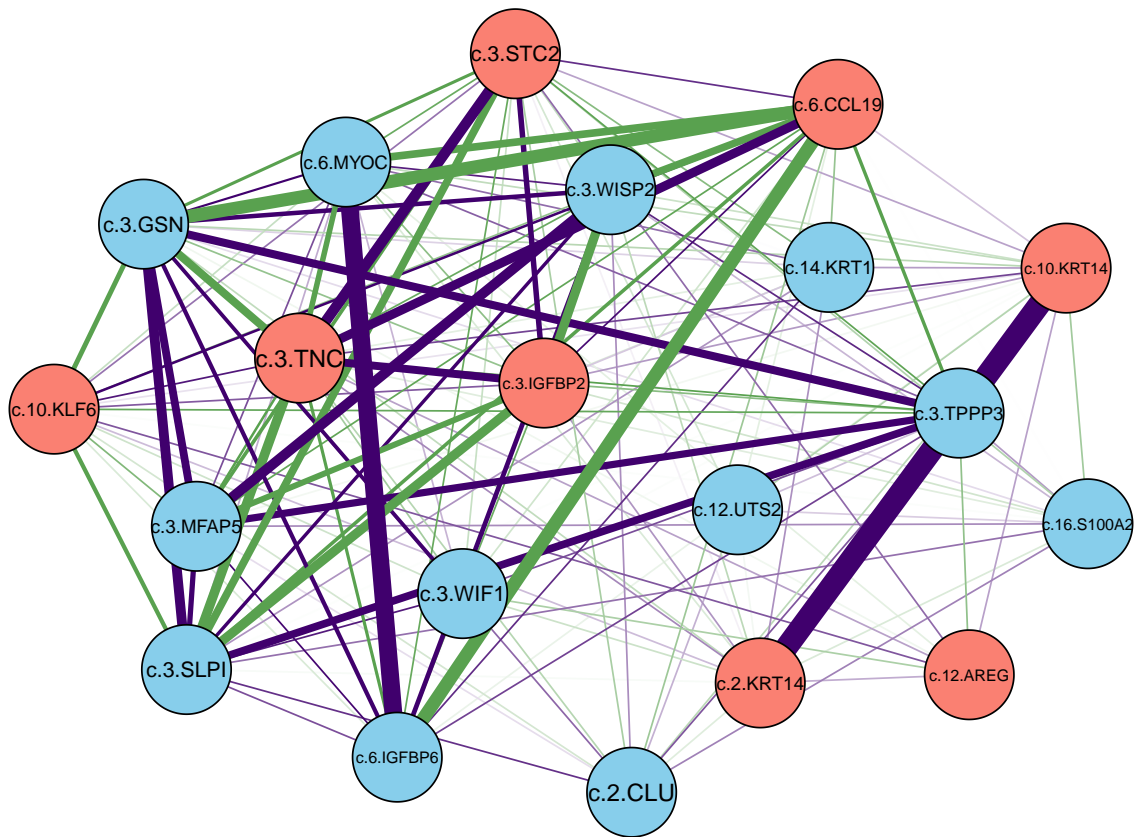 c.3.STC2
c.6.CCL19
c.6.MYOC
c.3.WISP2
c.3.GSN
c.14.KRT1
c.10.KRT14
c.3.TNC
c.3.IGFBP2
c.10.KLF6
c.3.TPPP3
c.12.UTS2
c.3.MFAP5
c.16.S100A2
c.3.WIF1
c.3.SLPI
c.2.KRT14
c.12.AREG
c.6.IGFBP6
c.2.CLU